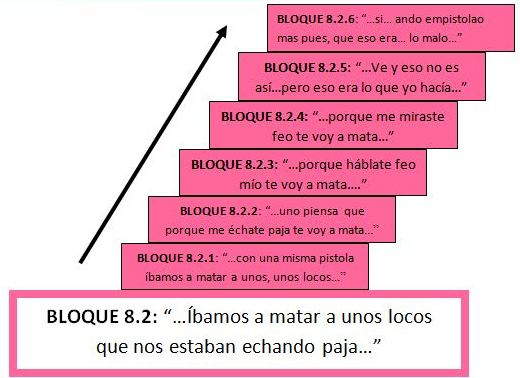 BLOQUE 8.2.6: “…si… ando empistolao
mas pues, que eso era… lo malo…”
BLOQUE 8.2.5: “…Ve y eso no es
así…pero eso era lo que yo hacía…”
BLOQUE 8.2.4: “…porque me miraste
feo te voy a mata…”
BLOQUE 8.2.3: “…porque háblate feo
mío te voy a mata….”
BLOQUE 8.2.2: “…uno piensa que
porque me échate paja te voy a mata…”
BLOQUE 8.2.1: “…con una misma pistola
íbamos a matar a unos, unos locos…”
BLOQUE 8.2: “…Íbamos a matar a unos locos
que nos estaban echando paja…”